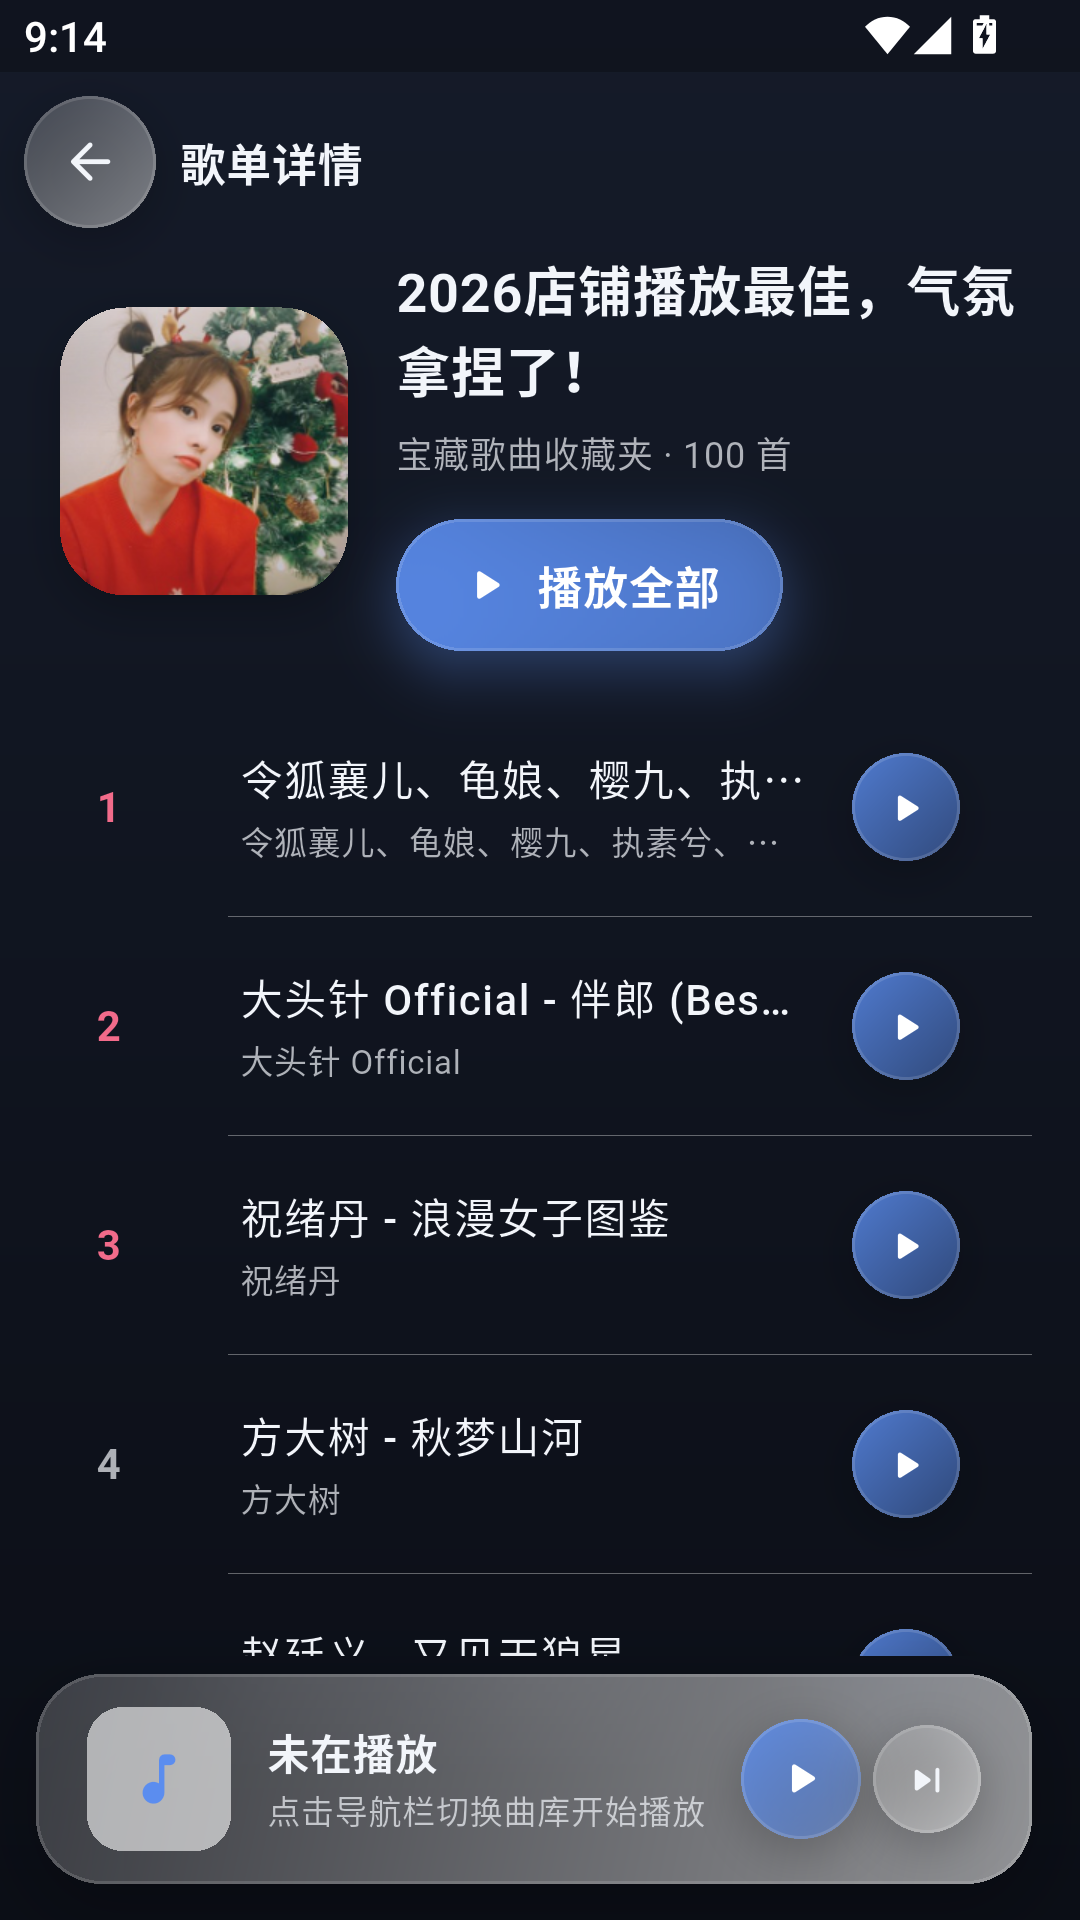 9:14
歌单详情
2026店铺播放最佳，气氛
拿捏了！
宝藏歌曲收藏夹 · 100 首
播放全部
1
令狐襄儿、龟娘、樱九、执…
令狐襄儿、龟娘、樱九、执素兮、…
2
大头针 Official - 伴郎 (Bes...
大头针 Official
3
祝绪丹 - 浪漫女子图鉴
祝绪丹
4
方大树 - 秋梦山河
方大树
未在播放
点击导航栏切换曲库开始播放